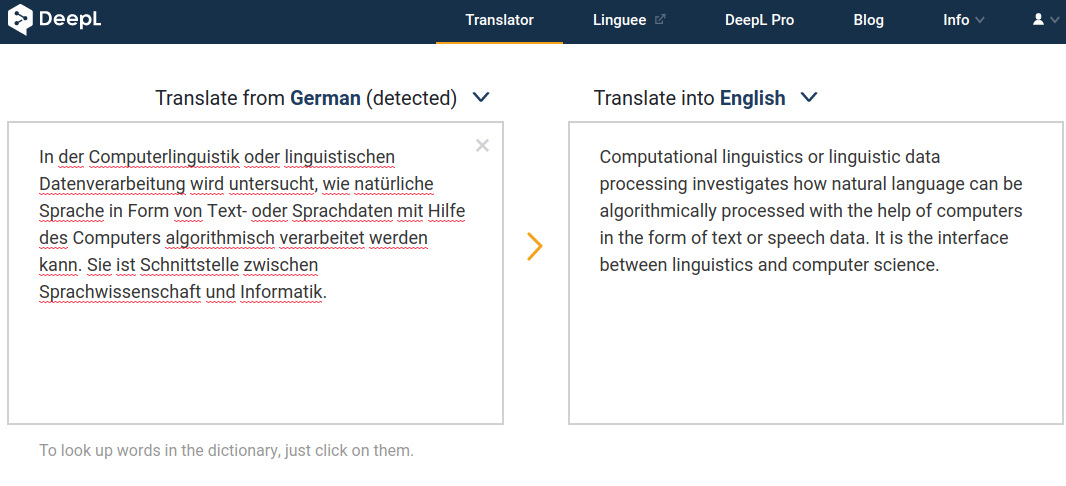 DeepL
Translator
Linguee
DeepL Pro
Blog
Info
Translate from German (detected)
In der Computerlinguistik oder linguistischen
Datenverarbeitung wird untersucht, wie natürliche
Sprache in Form von Text- oder Sprachdaten mit Hilfe
des Computers algorithmisch verarbeitet werden
kann. Sie ist Schnittstelle zwischen
Sprachwissenschaft und Informatik.
To look up words in the dictionary, just click on them.
Translate into English
Computational linguistics or linguistic data
processing investigates how natural language can be
algorithmically processed with the help of computers
in the form of text or speech data. It is the interface
between linguistics and computer science.